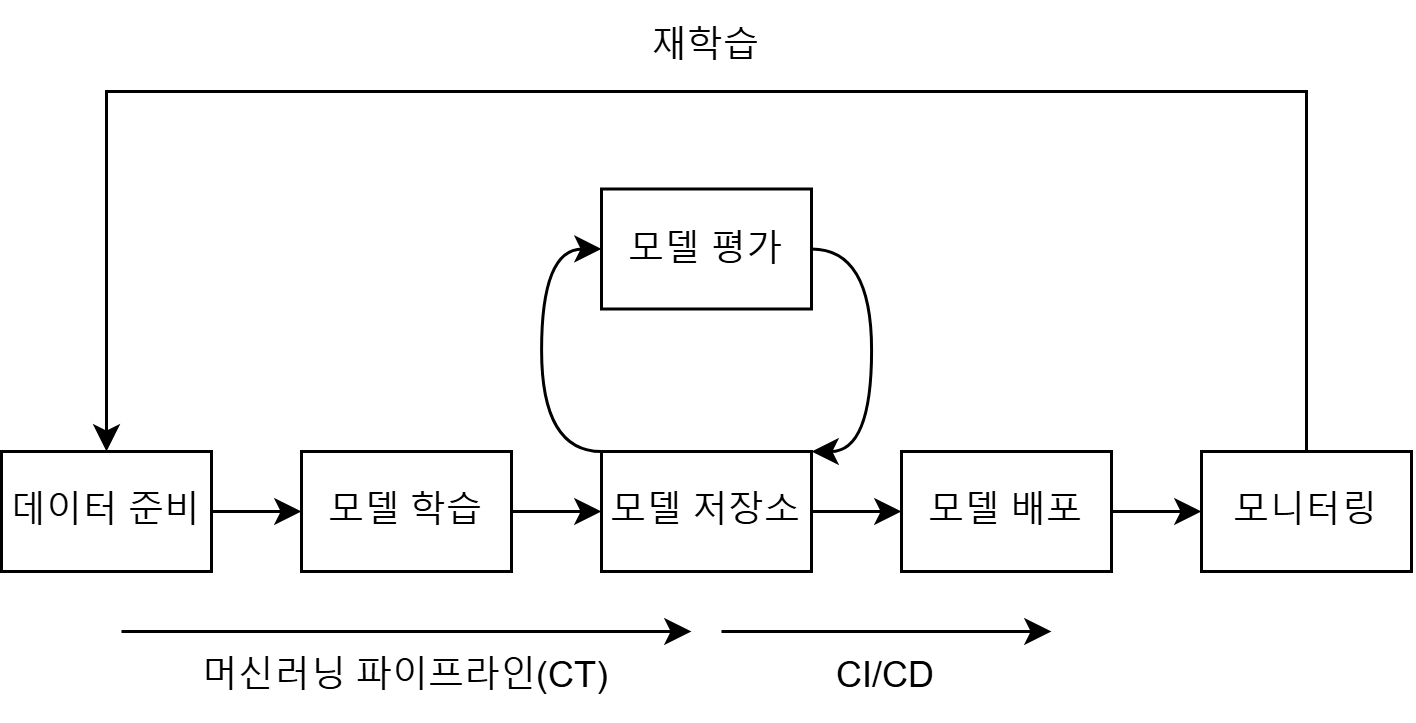 재학습
모델 평가
데이터 준비
모델 학습
모델 저장소
모델 배포
모니터링
머신러닝 파이프라인(CT)
CI/CD